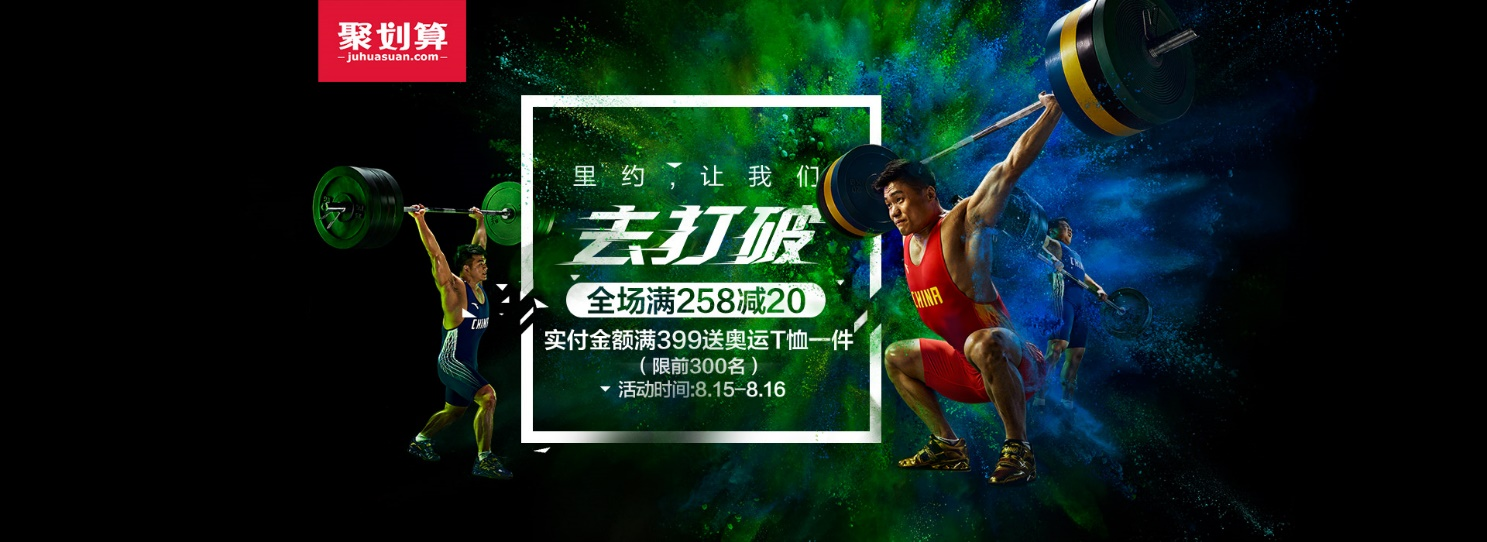 聚划算
juhuasuan.com
里约，让我们
去打破
全场满258减20
实付金额满399送奥运T恤一件
（限前300名）
活动时间:8.15-8.16
CHINA
CHINA